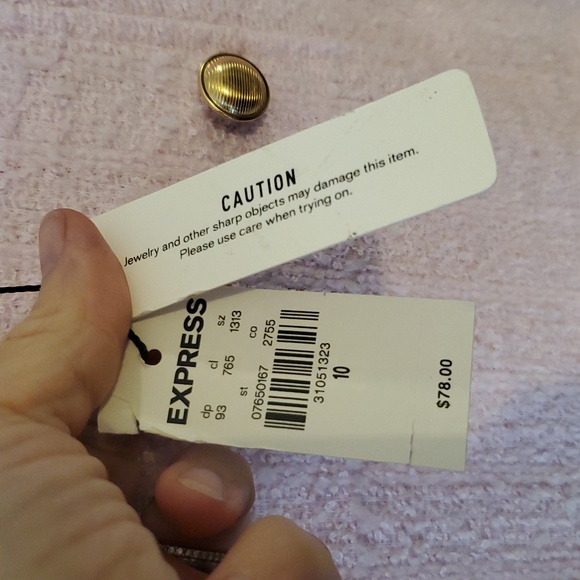 CAUTION
Jewelry and other sharp objects may damage this item.
Please use care when trying on.
EXPRESS
dp cl sz
93 765 1313
st co
07650167 2755
31051323
10
$78.00